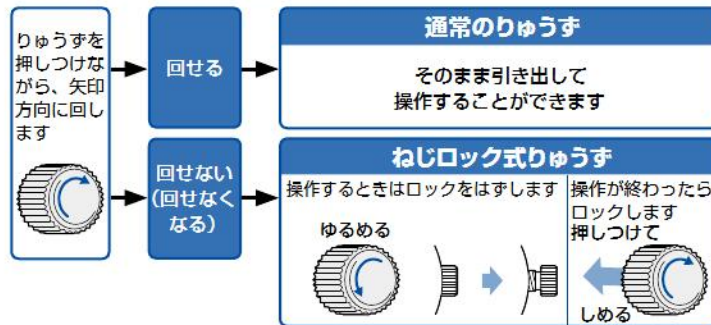 りゅうずを
押しつけな
がら、矢印
方向に回し
ます
回せる
通常のりゅうず
そのまま引き出して
操作することができます
回せない
(回せなく
なる)
ねじロック式りゅうず
操作するときはロックをはずします
ゆるめる
操作が終わったら
ロックします
押しつけて
しめる